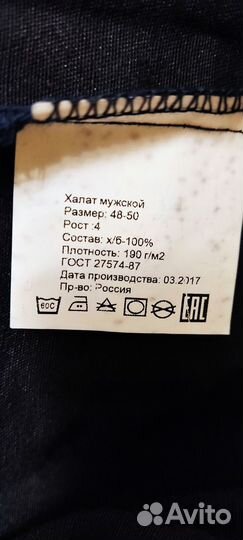 Халат мужской
Размер: 48-50
Рост :4
Состав: х/б-100%
Плотность: 190 г/м2
ГОСТ 27574-87
Дата производства: 03.2017
Пр-во: Россия
60С EAC
Avito